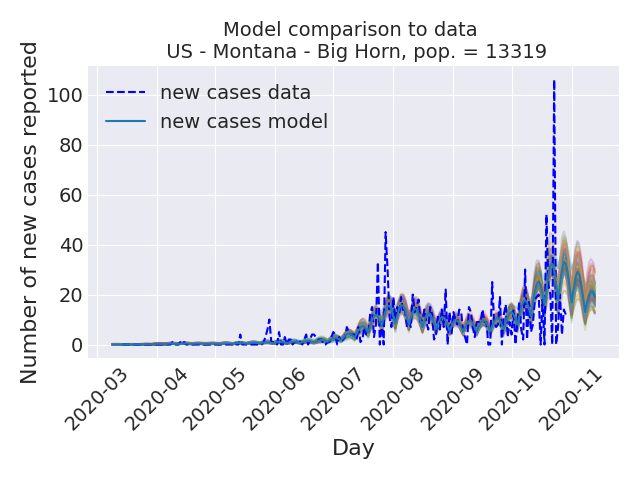 Model comparison to data
US - Montana - Big Horn, pop. = 13319
Number of new cases reported
100
80
60
40
20
0
new cases data
new cases model
2020-03
2020-04
2020-05
2020-06
2020-07
2020-08
2020-09
2020-10
2020-11
Day